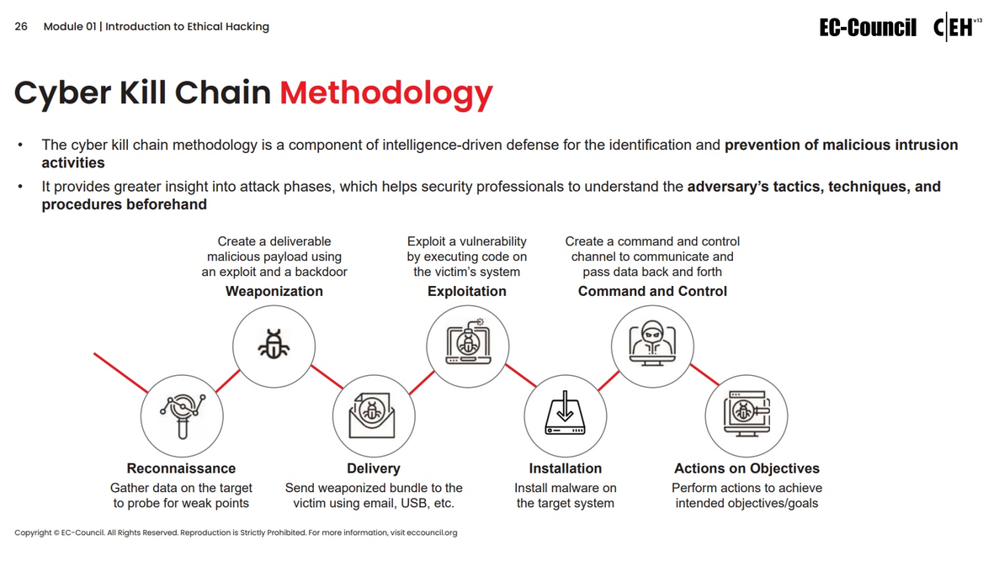 26 Module 01 | Introduction to Ethical Hacking
EC-Council C|EH v13
Cyber Kill Chain Methodology
• The cyber kill chain methodology is a component of intelligence-driven defense for the identification and prevention of malicious intrusion
activities
• It provides greater insight into attack phases, which helps security professionals to understand the adversary’s tactics, techniques, and
procedures beforehand
Create a deliverable
malicious payload using
an exploit and a backdoor
Weaponization
Exploit a vulnerability
by executing code on
the victim’s system
Exploitation
Create a command and control
channel to communicate and
pass data back and forth
Command and Control
Reconnaissance
Gather data on the target
to probe for weak points
Delivery
Send weaponized bundle to the
victim using email, USB, etc.
Installation
Install malware on
the target system
Actions on Objectives
Perform actions to achieve
intended objectives/goals
Copyright © EC-Council. All Rights Reserved. Reproduction is Strictly Prohibited. For more information, visit eccouncil.org